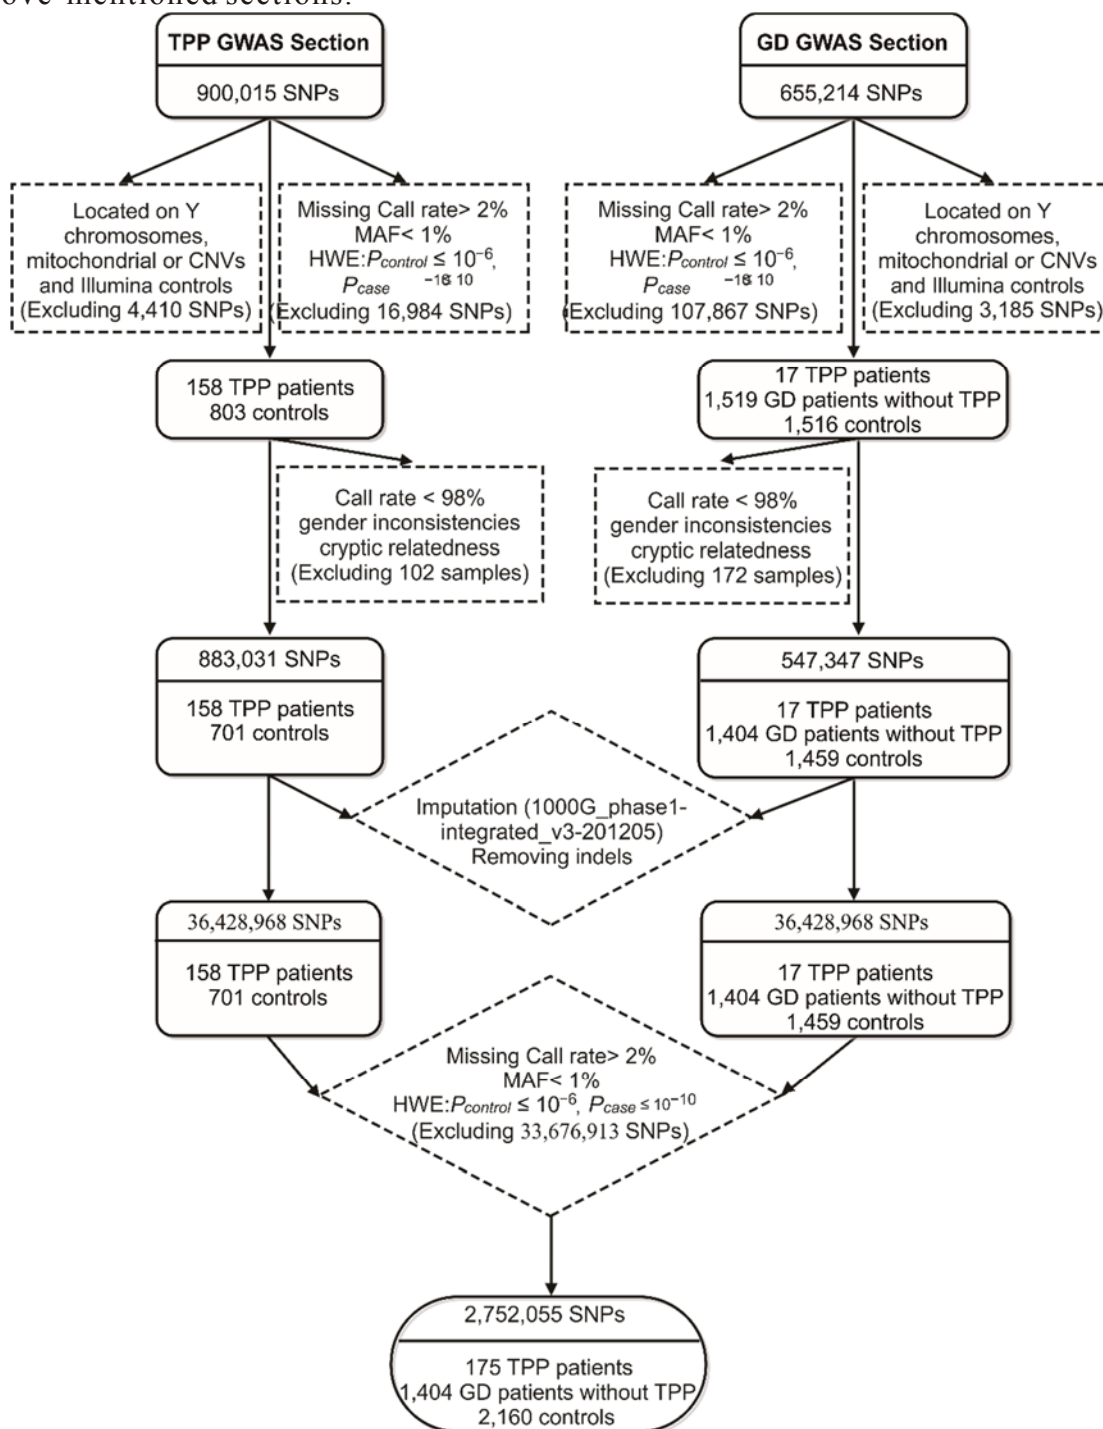 ove-mentioned sections.
TPP GWAS Section
900,015 SNPs
GD GWAS Section
655,214 SNPs
Located on Y
chromosomes,
mitochondrial or CNVs
and Illumina controls
(Excluding 4,410 SNPs)
Missing Call rate> 2%
MAF< 1%
HWE:Pcontrol ≤ 10−6,
Pcase
(Excluding 16,984 SNPs)
Missing Call rate> 2%
MAF< 1%
HWE:Pcontrol ≤ 10−6,
Pcase
(Excluding 107,867 SNPs)
Located on Y
chromosomes,
mitochondrial or CNVs
and Illumina controls
(Excluding 3,185 SNPs)
158 TPP patients
803 controls
17 TPP patients
1,519 GD patients without TPP
1,516 controls
Call rate < 98%
gender inconsistencies
cryptic relatedness
(Excluding 102 samples)
Call rate < 98%
gender inconsistencies
cryptic relatedness
(Excluding 172 samples)
883,031 SNPs
158 TPP patients
701 controls
547,347 SNPs
17 TPP patients
1,404 GD patients without TPP
1,459 controls
Imputation (1000G_phase1-
integrated_v3-201205)
Removing indels
36,428,968 SNPs
158 TPP patients
701 controls
36,428,968 SNPs
17 TPP patients
1,404 GD patients without TPP
1,459 controls
Missing Call rate> 2%
MAF< 1%
HWE:Pcontrol ≤ 10−6, Pcase ≤ 10−10
(Excluding 33,676,913 SNPs)
2,752,055 SNPs
175 TPP patients
1,404 GD patients without TPP
2,160 controls